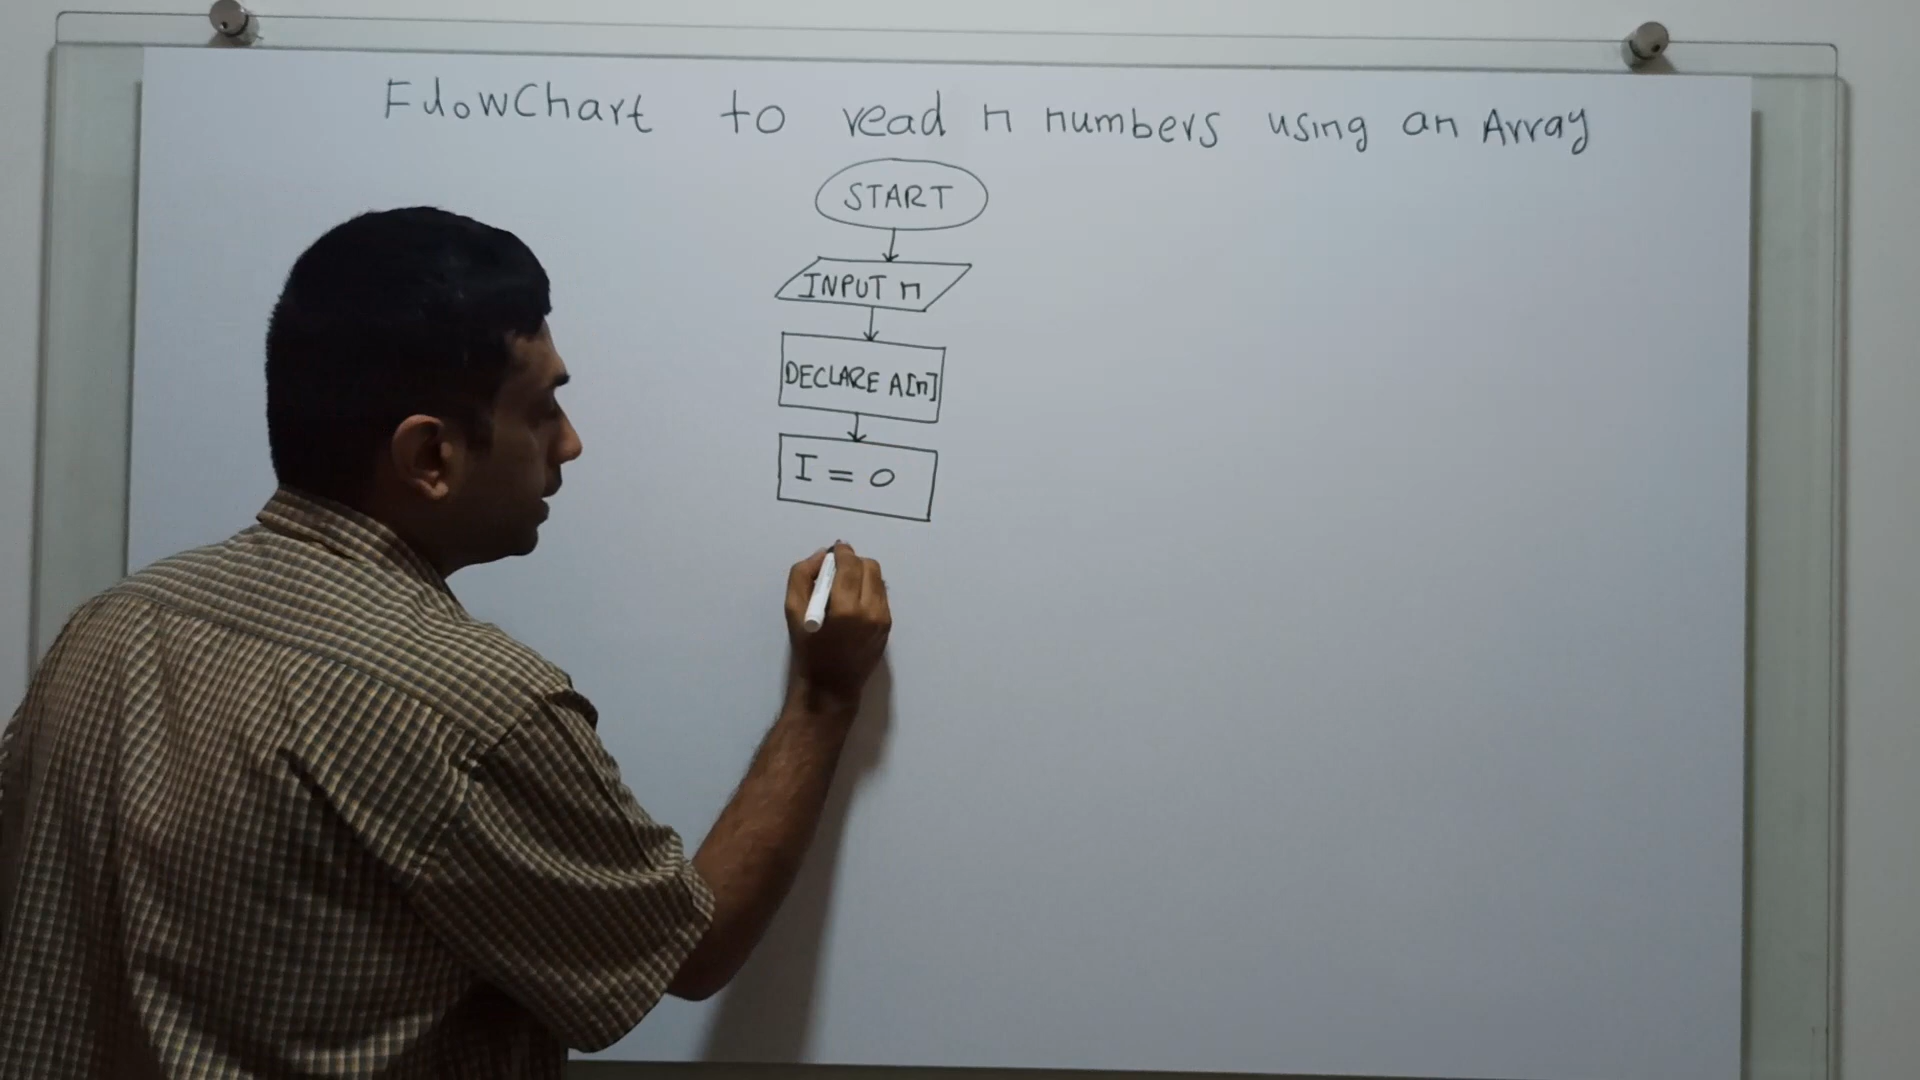 FlowChart to read n numbers using an Array
START
INPUT n
DECLARE A[n]
I = 0